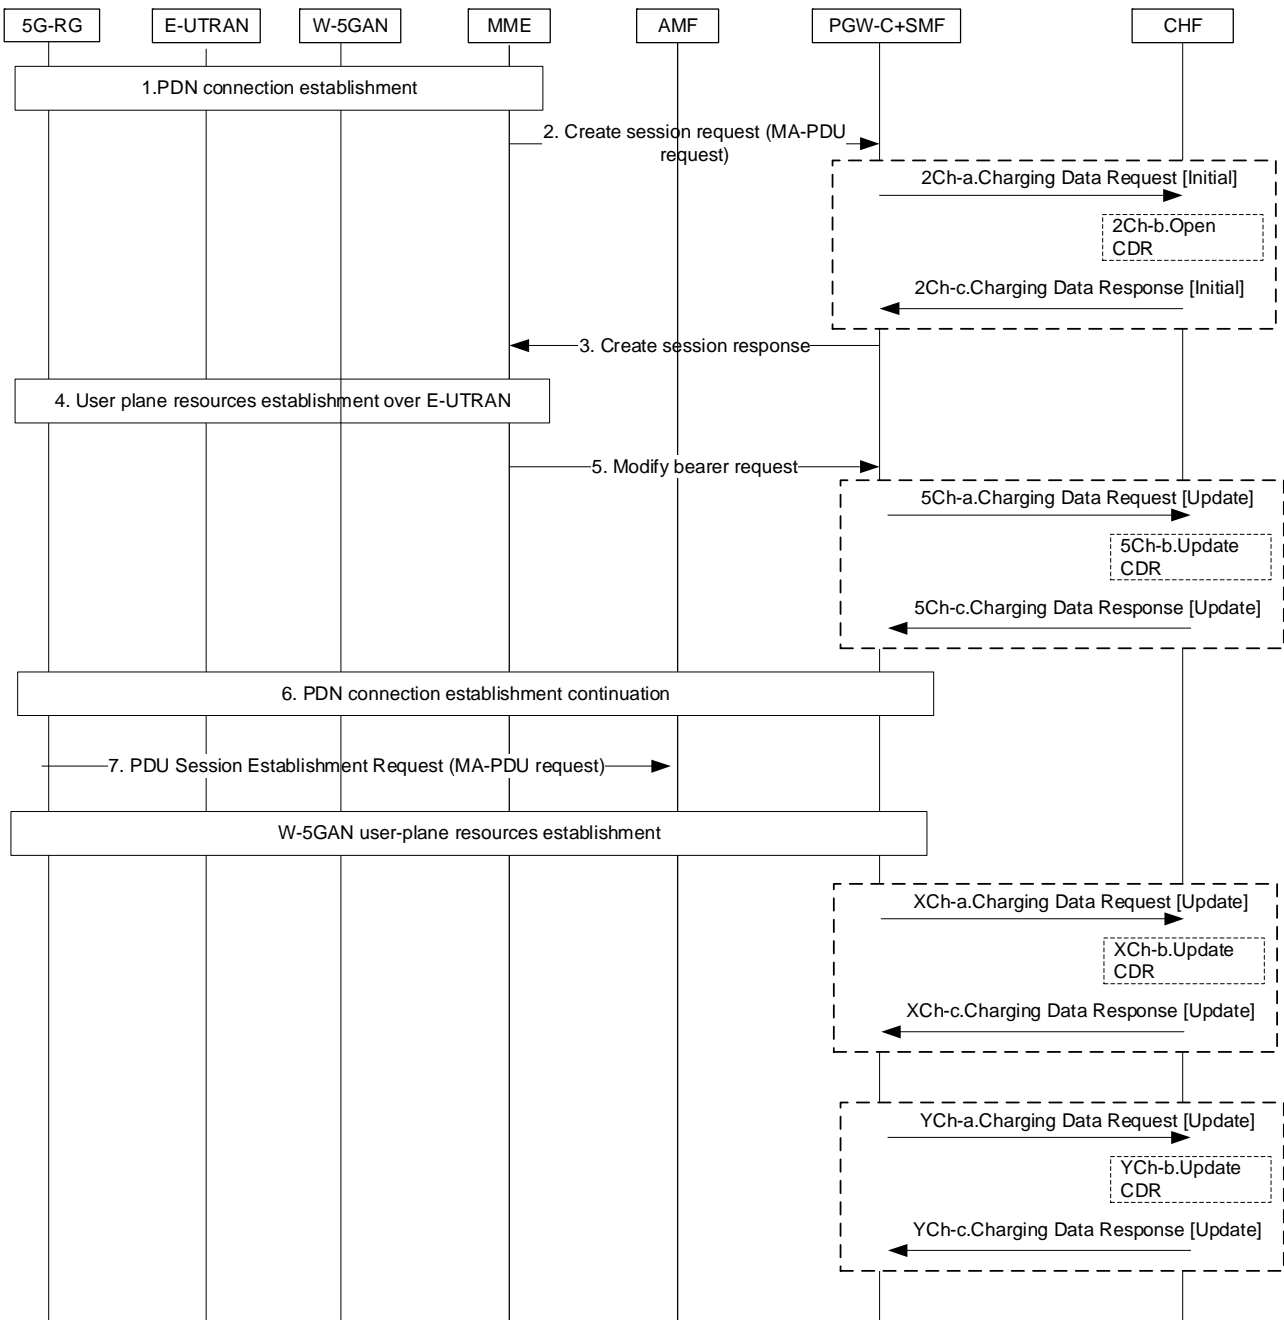 5G-RG
E-UTRAN
W-5GAN
MME
AMF
PGW-C+SMF
CHF
1.PDN connection establishment
2. Create session request (MA-PDU
request)
2Ch-a.Charging Data Request [Initial]
2Ch-b.Open
CDR
2Ch-c.Charging Data Response [Initial]
3. Create session response
4. User plane resources establishment over E-UTRAN
5. Modify bearer request
5Ch-a.Charging Data Request [Update]
5Ch-b.Update
CDR
5Ch-c.Charging Data Response [Update]
6. PDN connection establishment continuation
7. PDU Session Establishment Request (MA-PDU request)
W-5GAN user-plane resources establishment
XCh-a.Charging Data Request [Update]
XCh-b.Update
CDR
XCh-c.Charging Data Response [Update]
YCh-a.Charging Data Request [Update]
YCh-b.Update
CDR
YCh-c.Charging Data Response [Update]